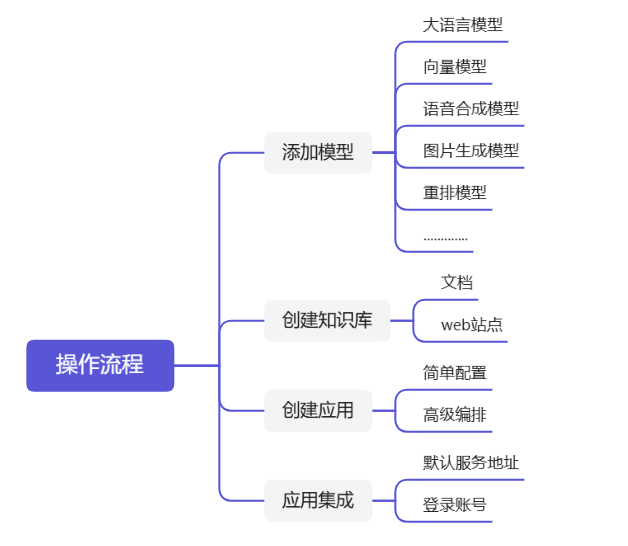 操作流程
添加模型
大语言模型
向量模型
语音合成模型
图片生成模型
重排模型
.............
创建知识库
文档
web站点
创建应用
简单配置
高级编排
应用集成
默认服务地址
登录账号